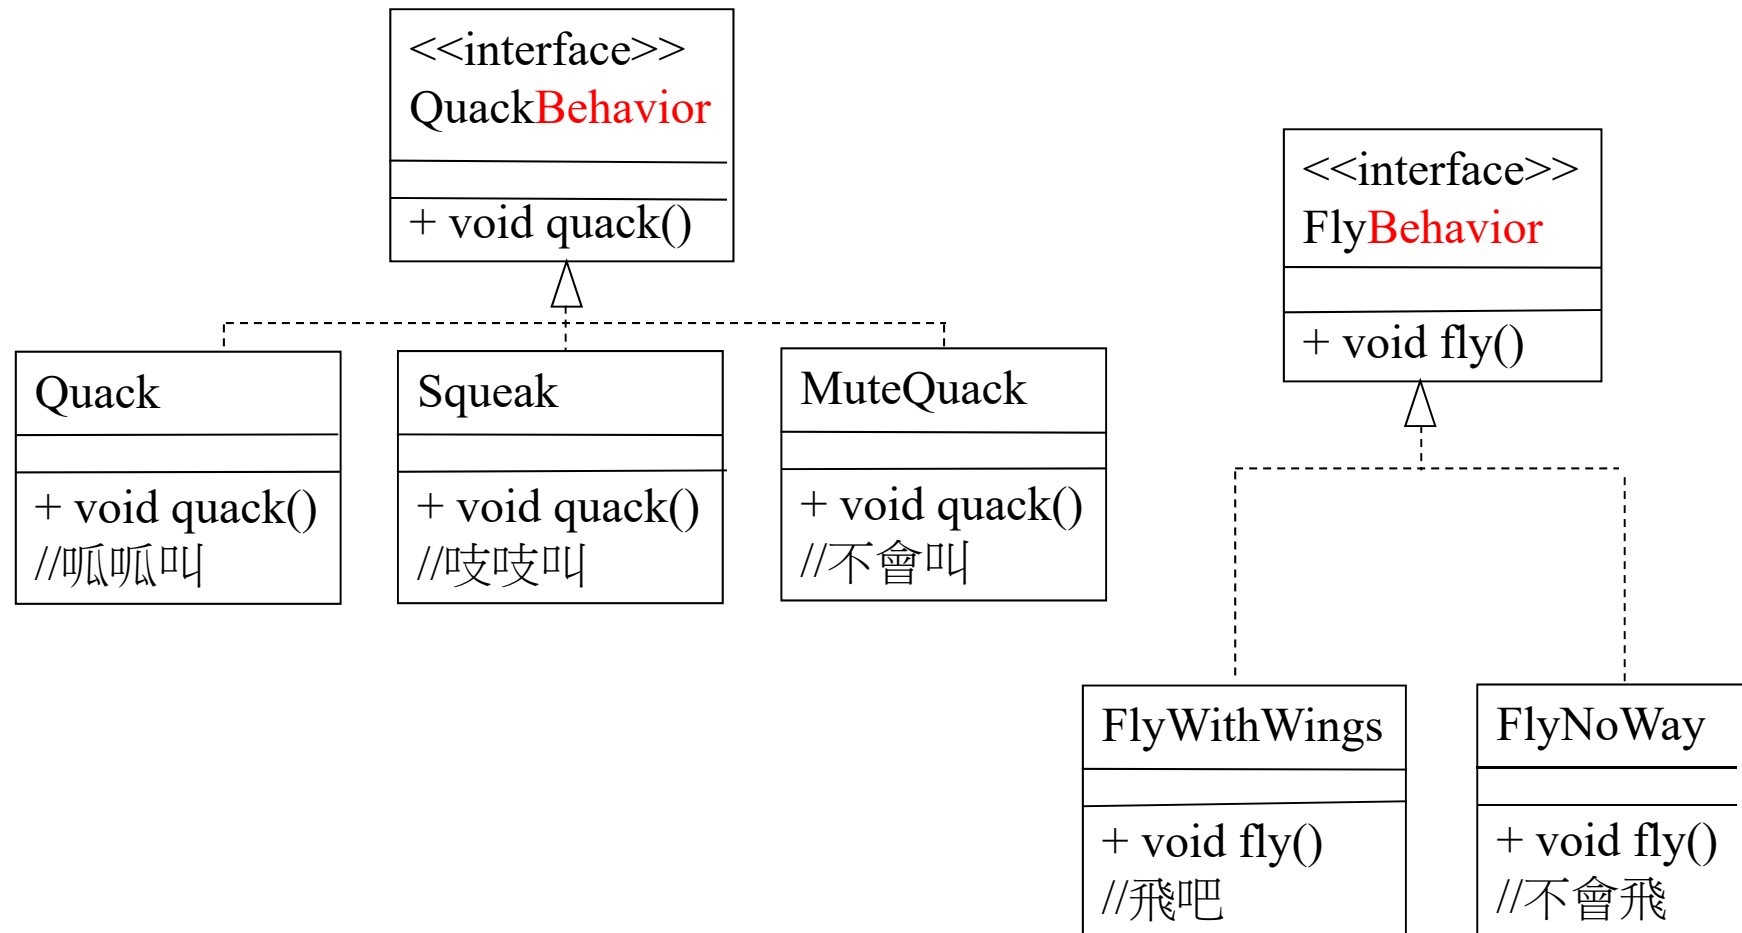 <<interface>>
QuackBehavior
+ void quack()
<<interface>>
FlyBehavior
+ void fly()
Quack
+ void quack()
//呱呱叫
Squeak
+ void quack()
//吱吱叫
MuteQuack
+ void quack()
//不會叫
FlyWithWings
+ void fly()
//飛吧
FlyNoWay
+ void fly()
//不會飛